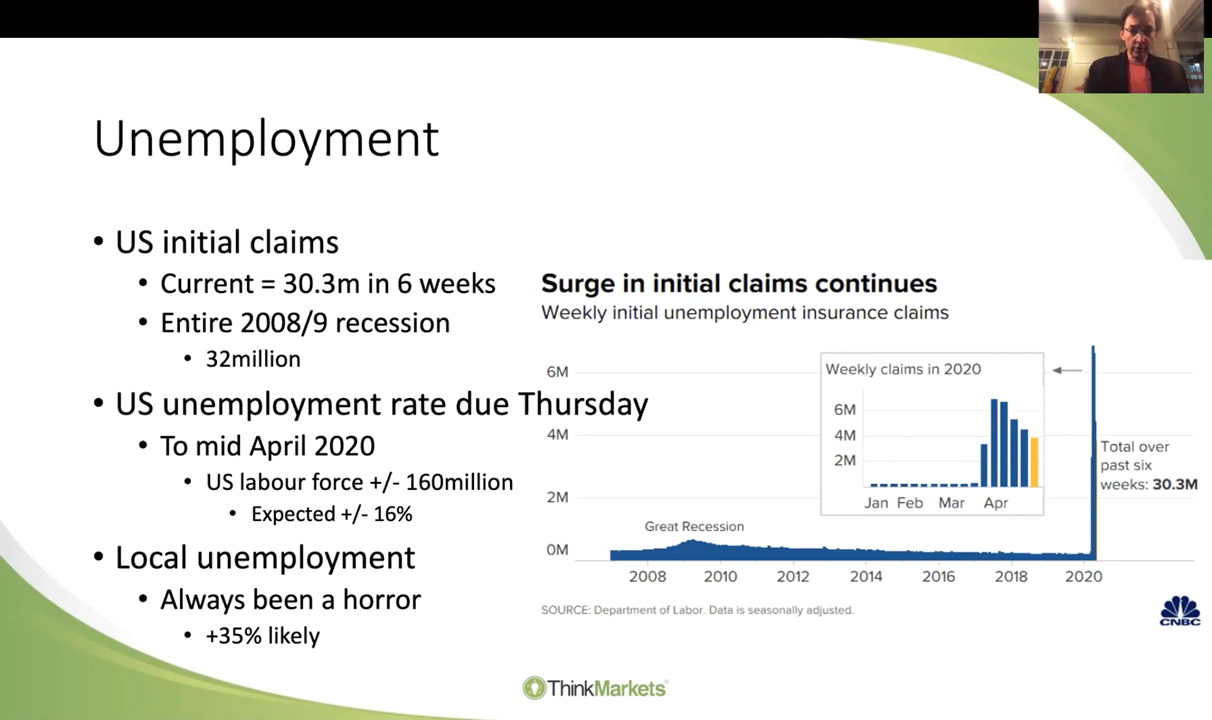 Unemployment
• US initial claims
• Current = 30.3m in 6 weeks
• Entire 2008/9 recession
• 32million
• US unemployment rate due Thursday
• To mid April 2020
• US labour force +/- 160million
• Expected +/- 16%
• Local unemployment
• Always been a horror
• +35% likely
Surge in initial claims continues
Weekly initial unemployment insurance claims
6M
4M
2M
0M
Great Recession
Weekly claims in 2020
6M
4M
2M
Jan Feb Mar Apr
Total over
past six
weeks: 30.3M
2008 2010 2012 2014 2016 2018 2020
SOURCE: Department of Labor. Data is seasonally adjusted.
CNBC
ThinkMarkets